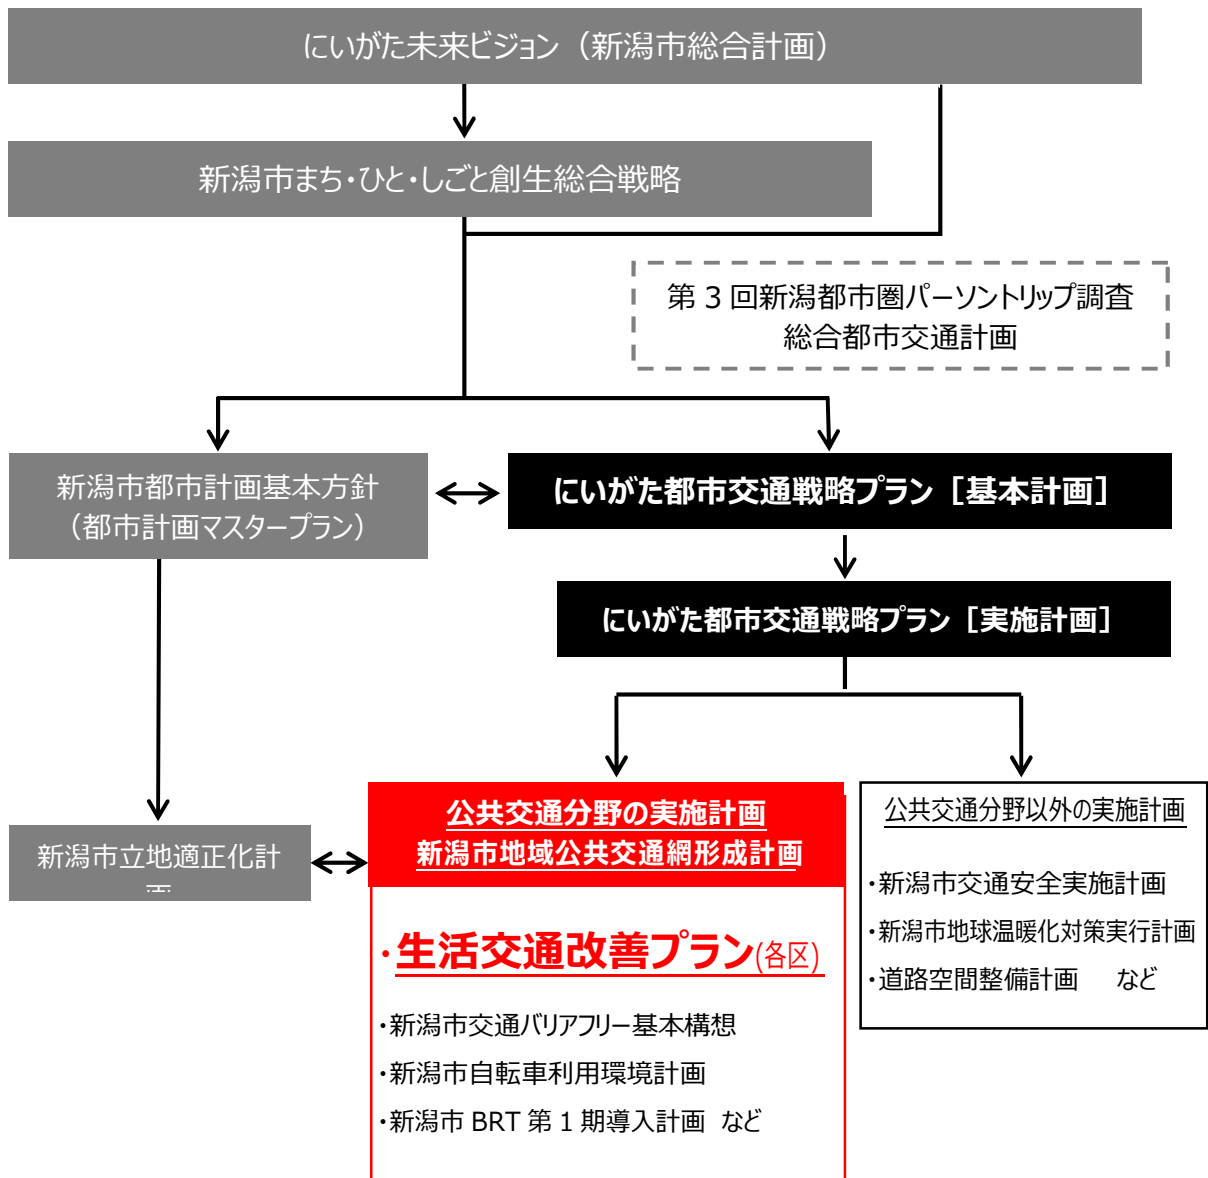 にいがた未来ビジョン（新潟市総合計画）
新潟市まち・ひと・しごと創生総合戦略
第 3 回新潟都市圏パーソントリップ調査
総合都市交通計画
新潟市都市計画基本方針
（都市計画マスタープラン）
にいがた都市交通戦略プラン［基本計画］
にいがた都市交通戦略プラン［実施計画］
新潟市立地適正化計
公共交通分野の実施計画
新潟市地域公共交通網形成計画
・生活交通改善プラン(各区)
・新潟市交通バリアフリー基本構想
・新潟市自転車利用環境計画
・新潟市 BRT 第 1 期導入計画 など
公共交通分野以外の実施計画
・新潟市交通安全実施計画
・新潟市地球温暖化対策実行計画
・道路空間整備計画 など